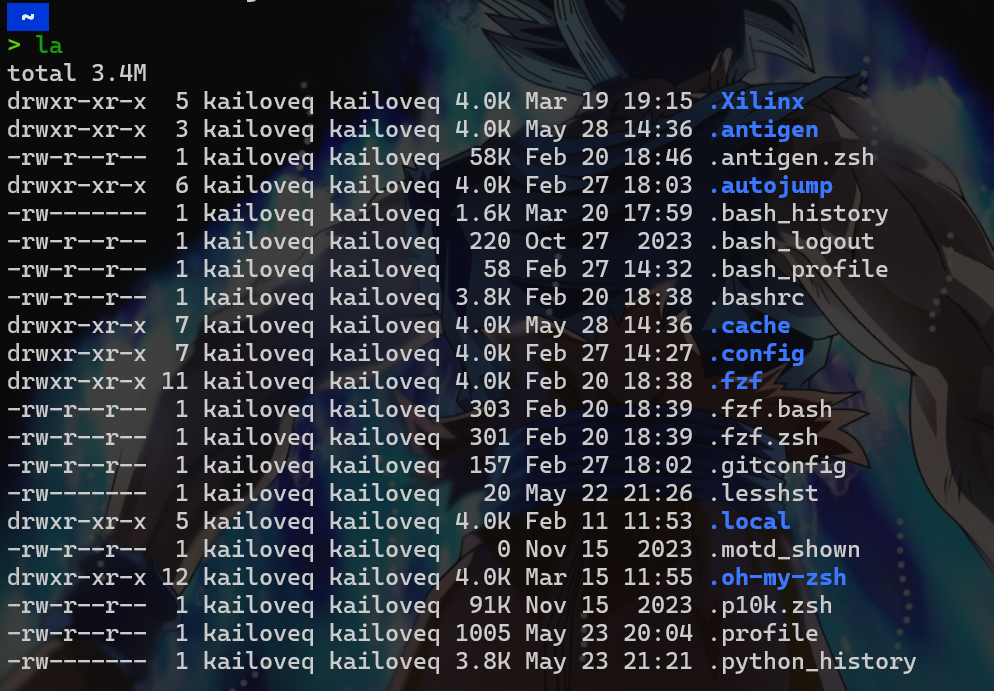 ~
> la
total 3.4M
drwxr-xr-x  5 kailoveq kailoveq 4.0K Mar 19 19:15 .Xilinx
drwxr-xr-x  3 kailoveq kailoveq 4.0K May 28 14:36 .antigen
-rw-r--r--  1 kailoveq kailoveq  58K Feb 20 18:46 .antigen.zsh
drwxr-xr-x  6 kailoveq kailoveq 4.0K Feb 27 18:03 .autojump
-rw-------  1 kailoveq kailoveq 1.6K Mar 20 17:59 .bash_history
-rw-r--r--  1 kailoveq kailoveq  220 Oct 27  2023 .bash_logout
-rw-r--r--  1 kailoveq kailoveq   58 Feb 27 14:32 .bash_profile
-rw-r--r--  1 kailoveq kailoveq 3.8K Feb 20 18:38 .bashrc
drwxr-xr-x  7 kailoveq kailoveq 4.0K May 28 14:36 .cache
drwxr-xr-x  7 kailoveq kailoveq 4.0K Feb 27 14:27 .config
drwxr-xr-x 11 kailoveq kailoveq 4.0K Feb 20 18:38 .fzf
-rw-r--r--  1 kailoveq kailoveq  303 Feb 20 18:39 .fzf.bash
-rw-r--r--  1 kailoveq kailoveq  301 Feb 20 18:39 .fzf.zsh
-rw-r--r--  1 kailoveq kailoveq  157 Feb 27 18:02 .gitconfig
-rw-------  1 kailoveq kailoveq   20 May 22 21:26 .lesshst
drwxr-xr-x  5 kailoveq kailoveq 4.0K Feb 11 11:53 .local
-rw-r--r--  1 kailoveq kailoveq    0 Nov 15  2023 .motd_shown
drwxr-xr-x 12 kailoveq kailoveq 4.0K Mar 15 11:55 .oh-my-zsh
-rw-r--r--  1 kailoveq kailoveq  91K Nov 15  2023 .p10k.zsh
-rw-r--r--  1 kailoveq kailoveq 1005 May 23 20:04 .profile
-rw-------  1 kailoveq kailoveq 3.8K May 23 21:21 .python_history